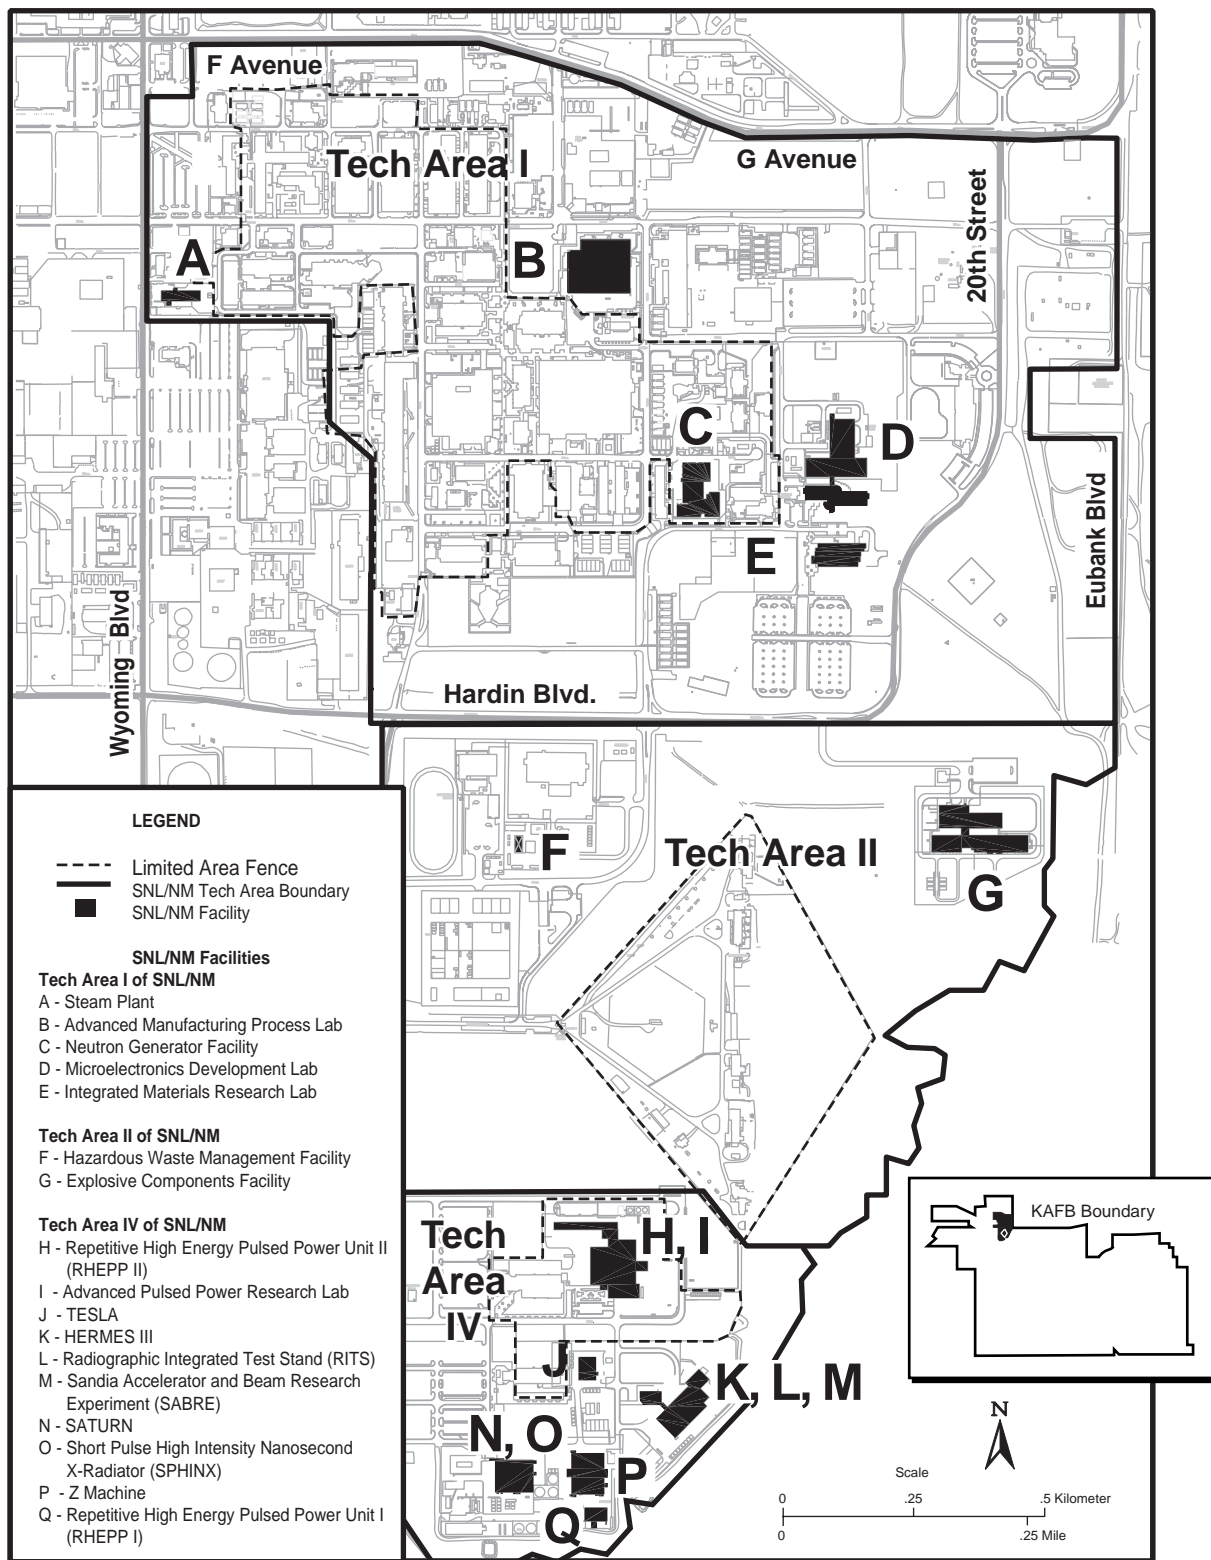 F Avenue
Tech Area I
G Avenue
20th Street
A
B
C
D
Eubank Blvd
E
Wyoming Blvd
Hardin Blvd.
LEGEND
Limited Area Fence
SNL/NM Tech Area Boundary
SNL/NM Facility
SNL/NM Facilities
Tech Area I of SNL/NM
A - Steam Plant
B - Advanced Manufacturing Process Lab
C - Neutron Generator Facility
D - Microelectronics Development Lab
E - Integrated Materials Research Lab
Tech Area II of SNL/NM
F - Hazardous Waste Management Facility
G - Explosive Components Facility
Tech Area IV of SNL/NM
H - Repetitive High Energy Pulsed Power Unit II
(RHEPP II)
I - Advanced Pulsed Power Research Lab
J - TESLA
K - HERMES III
L - Radiographic Integrated Test Stand (RITS)
M - Sandia Accelerator and Beam Research
Experiment (SABRE)
N - SATURN
O - Short Pulse High Intensity Nanosecond
X-Radiator (SPHINX)
P - Z Machine
Q - Repetitive High Energy Pulsed Power Unit I
(RHEPP I)
F
Tech Area II
G
Tech
Area
IV
H, I
J
K, L, M
N, O
P
Q
KAFB Boundary
N
Scale
0
.25
.5 Kilometer
0
.25 Mile